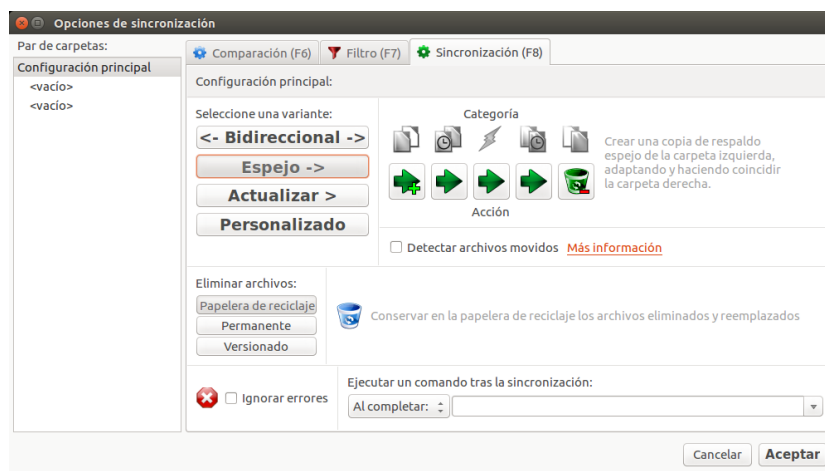 Opciones de sincronización
Par de carpetas:
Configuración principal
<vacío>
<vacío>
Comparación (F6)
Filtro (F7)
Sincronización (F8)
Configuración principal:
Seleccione una variante:
<- Bidireccional ->
Espejo ->
Actualizar >
Personalizado
Categoría
Acción
Crear una copia de respaldo
espejo de la carpeta izquierda,
adaptando y haciendo coincidir
la carpeta derecha.
Detectar archivos movidos Más información
Eliminar archivos:
Papelera de reciclaje
Permanente
Versionado
Conservar en la papelera de reciclaje los archivos eliminados y reemplazados
Ignorar errores
Ejecutar un comando tras la sincronización:
Al completar:
Cancelar
Aceptar